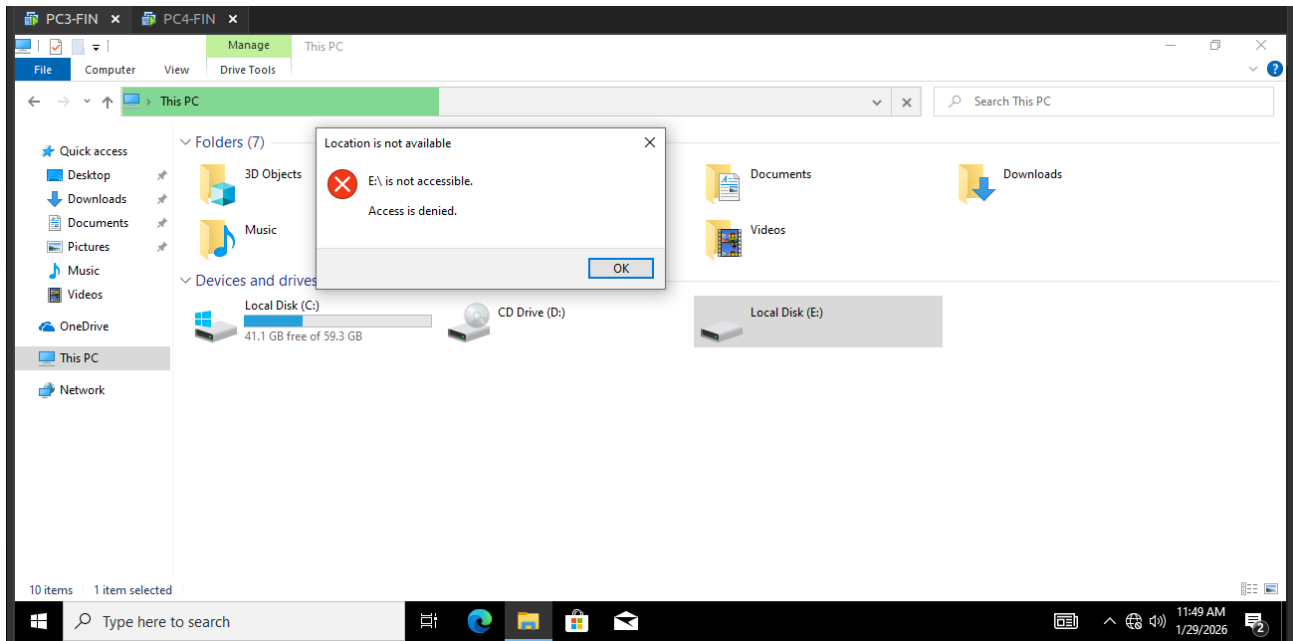 PC3-FIN
PC4-FIN
Manage
This PC
File
Computer
View
Drive Tools
This PC
Search This PC
Quick access
Desktop
Downloads
Documents
Pictures
Music
Videos
OneDrive
This PC
Network
Folders (7)
3D Objects
Documents
Downloads
Music
Videos
Location is not available
E:\ is not accessible.
Access is denied.
OK
Devices and drives
Local Disk (C:)
41.1 GB free of 59.3 GB
CD Drive (D:)
Local Disk (E:)
10 items
1 item selected
Type here to search
11:49 AM
1/29/2026
2